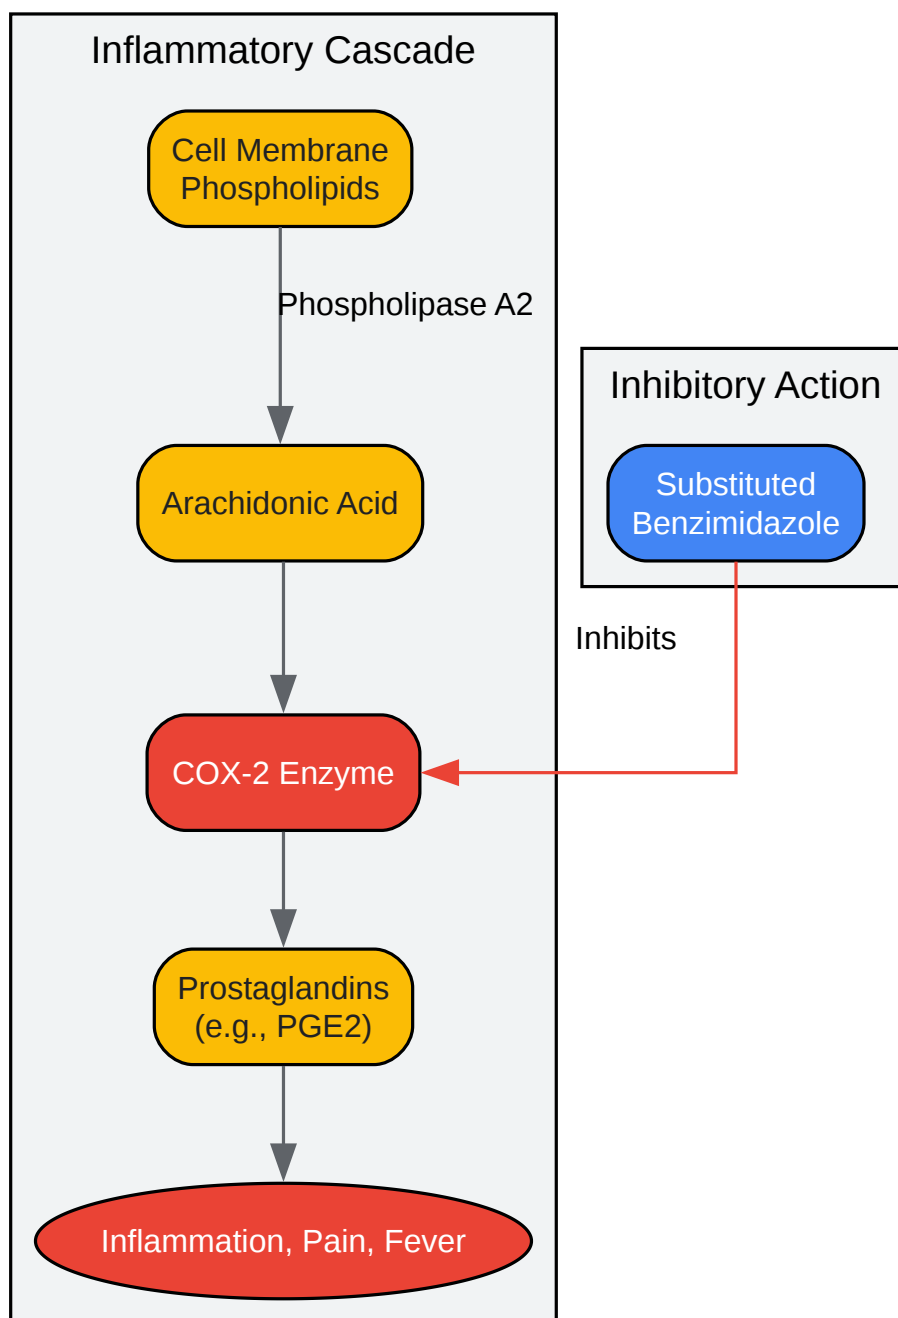 Inflammatory Cascade
Cell Membrane
Phospholipids
Phospholipase A2
Inhibitory Action
Arachidonic Acid
Substituted
Benzimidazole
Inhibits
COX-2 Enzyme
Prostaglandins
(e.g., PGE2)
Inflammation, Pain, Fever